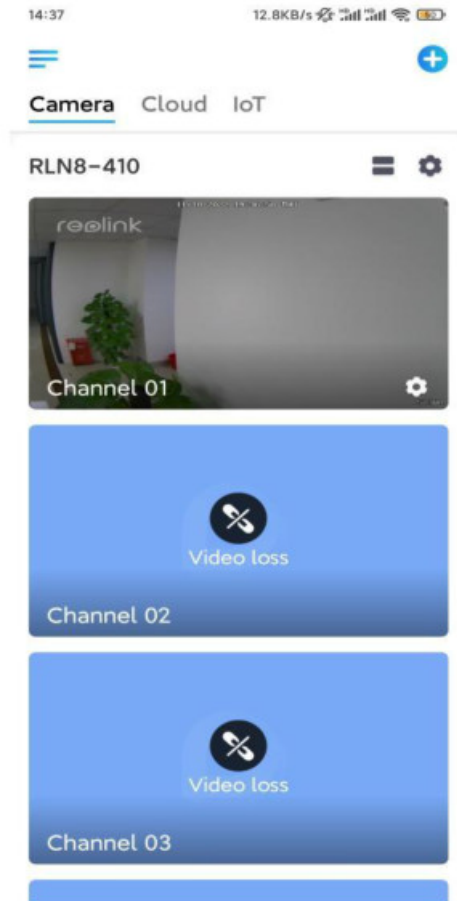 14:37 12.8KB/s
Camera Cloud IoT
RLN8-410
reolink
Channel 01
Video loss
Channel 02
Video loss
Channel 03